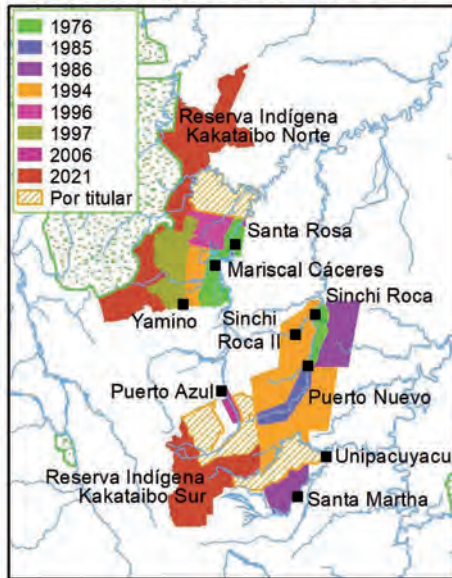 1976
1985
1986
1994
1996
1997
2006
2021
Por titular
Reserva Indígena
Kakataibo Norte
Santa Rosa
Mariscal Cáceres
Yamino
Sinchi Roca
Sinchi
Roca II
Puerto Azul
Puerto Nuevo
Unipacuyacu
Reserva Indígena
Kakataibo Sur
Santa Martha